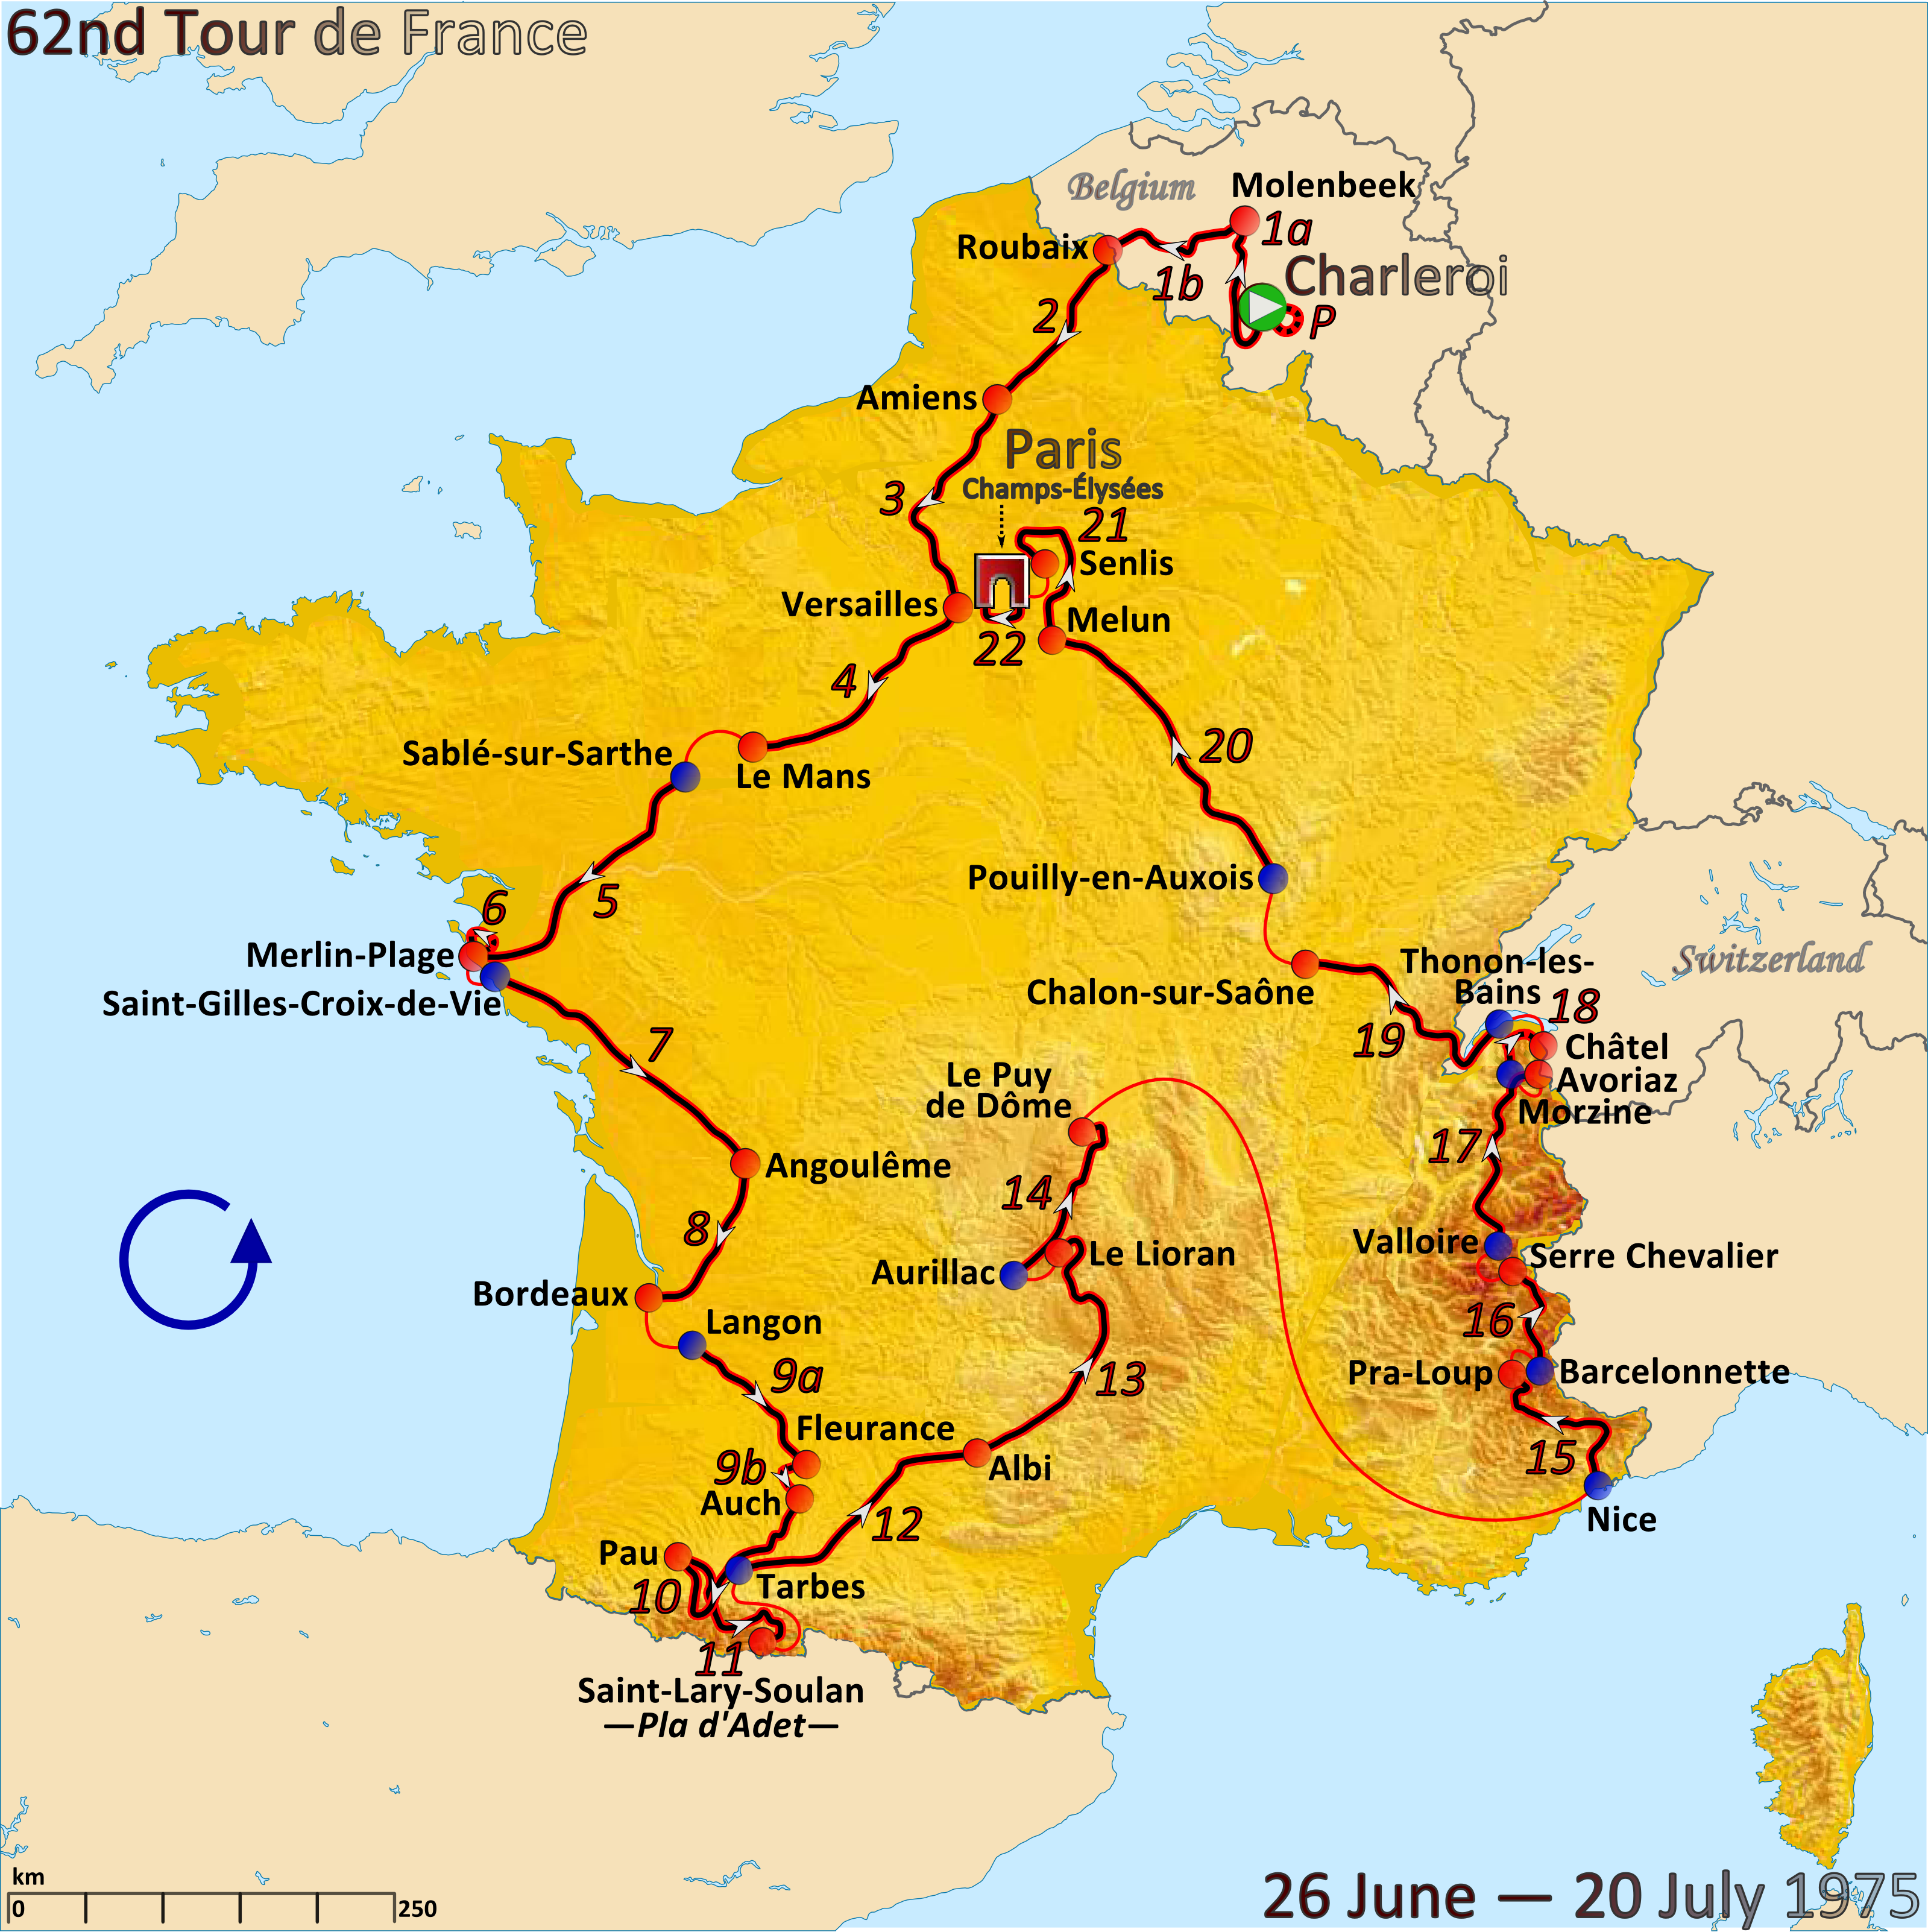 62nd Tour de France
Belgium
Molenbeek
1a
Roubaix
1b
Charleroi
P
2
Amiens
Paris
Champs-Élysées
3
21
Senlis
Versailles
Melun
22
4
Sablé-sur-Sarthe
Le Mans
20
Pouilly-en-Auxois
6
5
Merlin-Plage
Saint-Gilles-Croix-de-Vie
Switzerland
Thonon-les-
Bains
18
Chalon-sur-Saône
19
Châtel
Avoriaz
Morzine
7
Le Puy
de Dôme
17
Angoulême
14
8
Valloire
Serre Chevalier
Le Lioran
Aurillac
Bordeaux
Langon
16
9a
13
Pra-Loup
Barcelonnette
Fleurance
9b
Albi
15
Auch
12
Nice
Pau
10
Tarbes
11
Saint-Lary-Soulan
—Pla d'Adet—
km
0
250
26 June — 20 July 1975